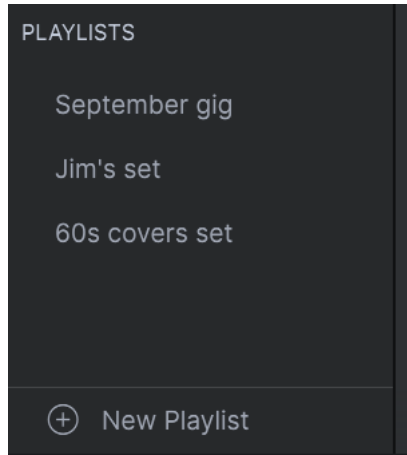 PLAYLISTS
September gig
Jim's set
60s covers set
New Playlist